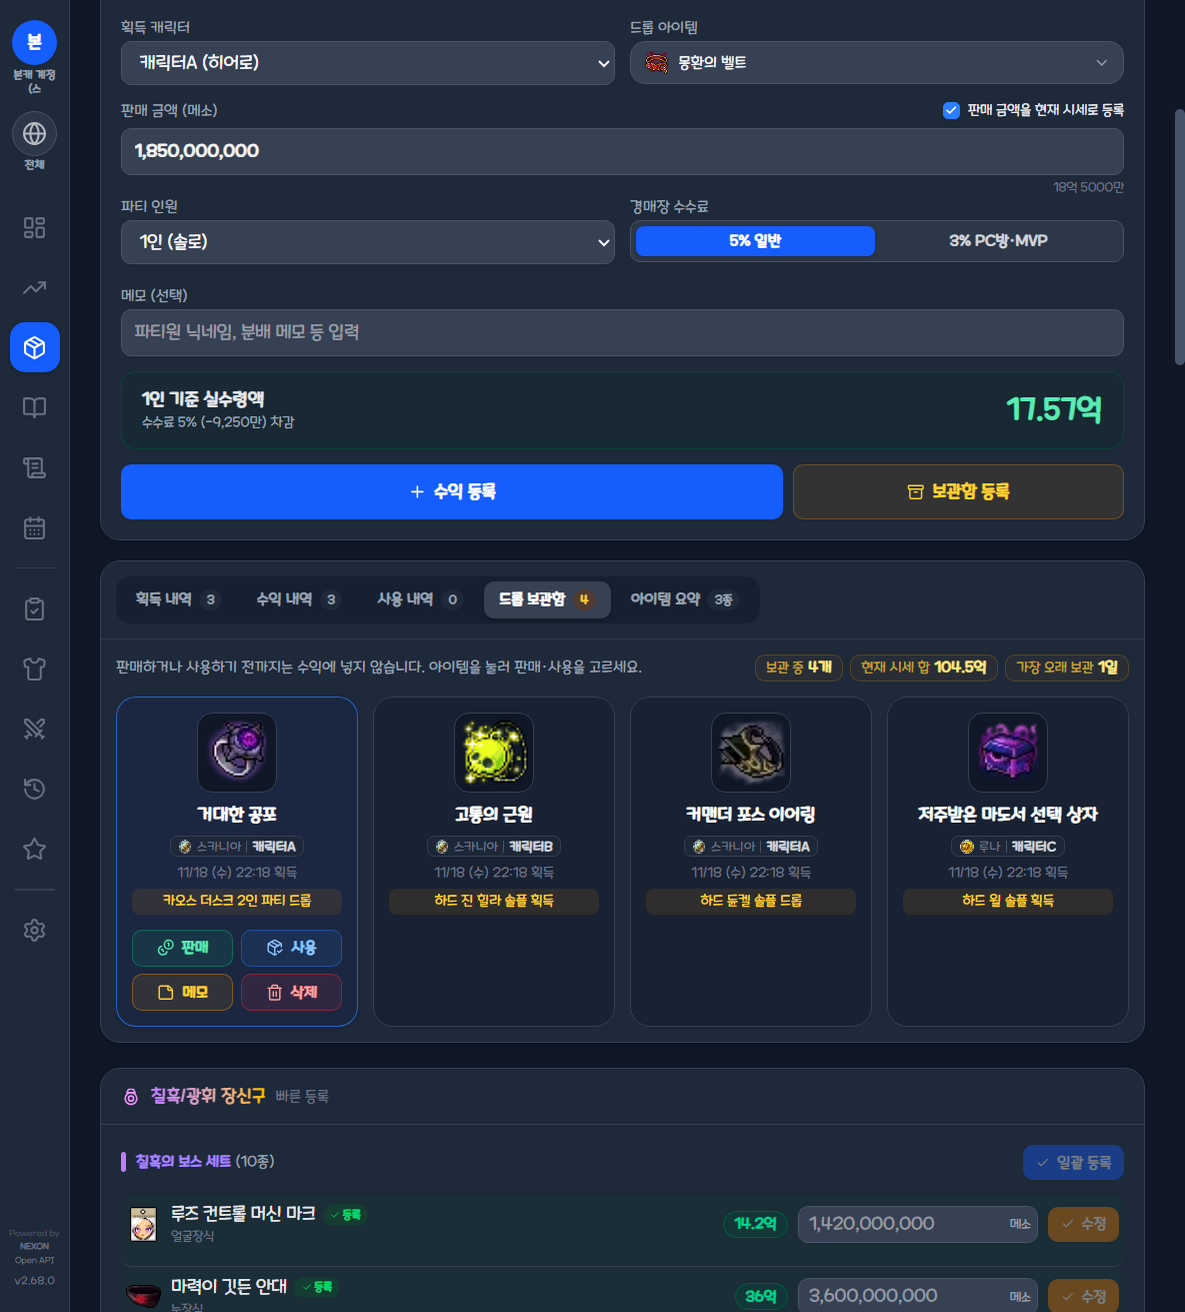 본
본캐 계정
(스
전체
획득 캐릭터
드롭 아이템
캐릭터A (히어로)
몽환의 벨트
판매 금액 (메소)
판매 금액을 현재 시세로 등록
1,850,000,000
18억 5000만
파티 인원
경매장 수수료
1인 (솔로)
5% 일반
3% PC방·MVP
메모 (선택)
파티원 닉네임, 분배 메모 등 입력
1인 기준 실수령액
수수료 5% (-9,250만) 차감
17.57억
+ 수익 등록
보관함 등록
획득 내역 3
수익 내역 3
사용 내역 0
드롭 보관함 4
아이템 요약 3종
판매하거나 사용하기 전까지는 수익에 넣지 않습니다. 아이템을 눌러 판매·사용을 고르세요.
보관 중 4개
현재 시세 합 104.5억
가장 오래 보관 1일
거대한 공포
스카니아 | 캐릭터A
11/18 (수) 22:18 획득
카오스 더스크 2인 파티 드롭
판매
사용
메모
삭제
고통의 근원
스카니아 | 캐릭터B
11/18 (수) 22:18 획득
하드 진 힐라 솔플 획득
커맨더 포스 이어링
스카니아 | 캐릭터A
11/18 (수) 22:18 획득
하드 듄켈 솔플 드롭
저주받은 마도서 선택 상자
루나 | 캐릭터C
11/18 (수) 22:18 획득
하드 윌 솔플 획득
칠흑/광휘 장신구 빠른 등록
칠흑의 보스 세트 (10종)
일괄 등록
루즈 컨트롤 머신 마크 등록
얼굴장식
14.2억
1,420,000,000 메소
수정
마력이 깃든 안대 등록
눈장식
36억
3,600,000,000 메소
수정
Powered by
NEXON
Open API
v2.68.0